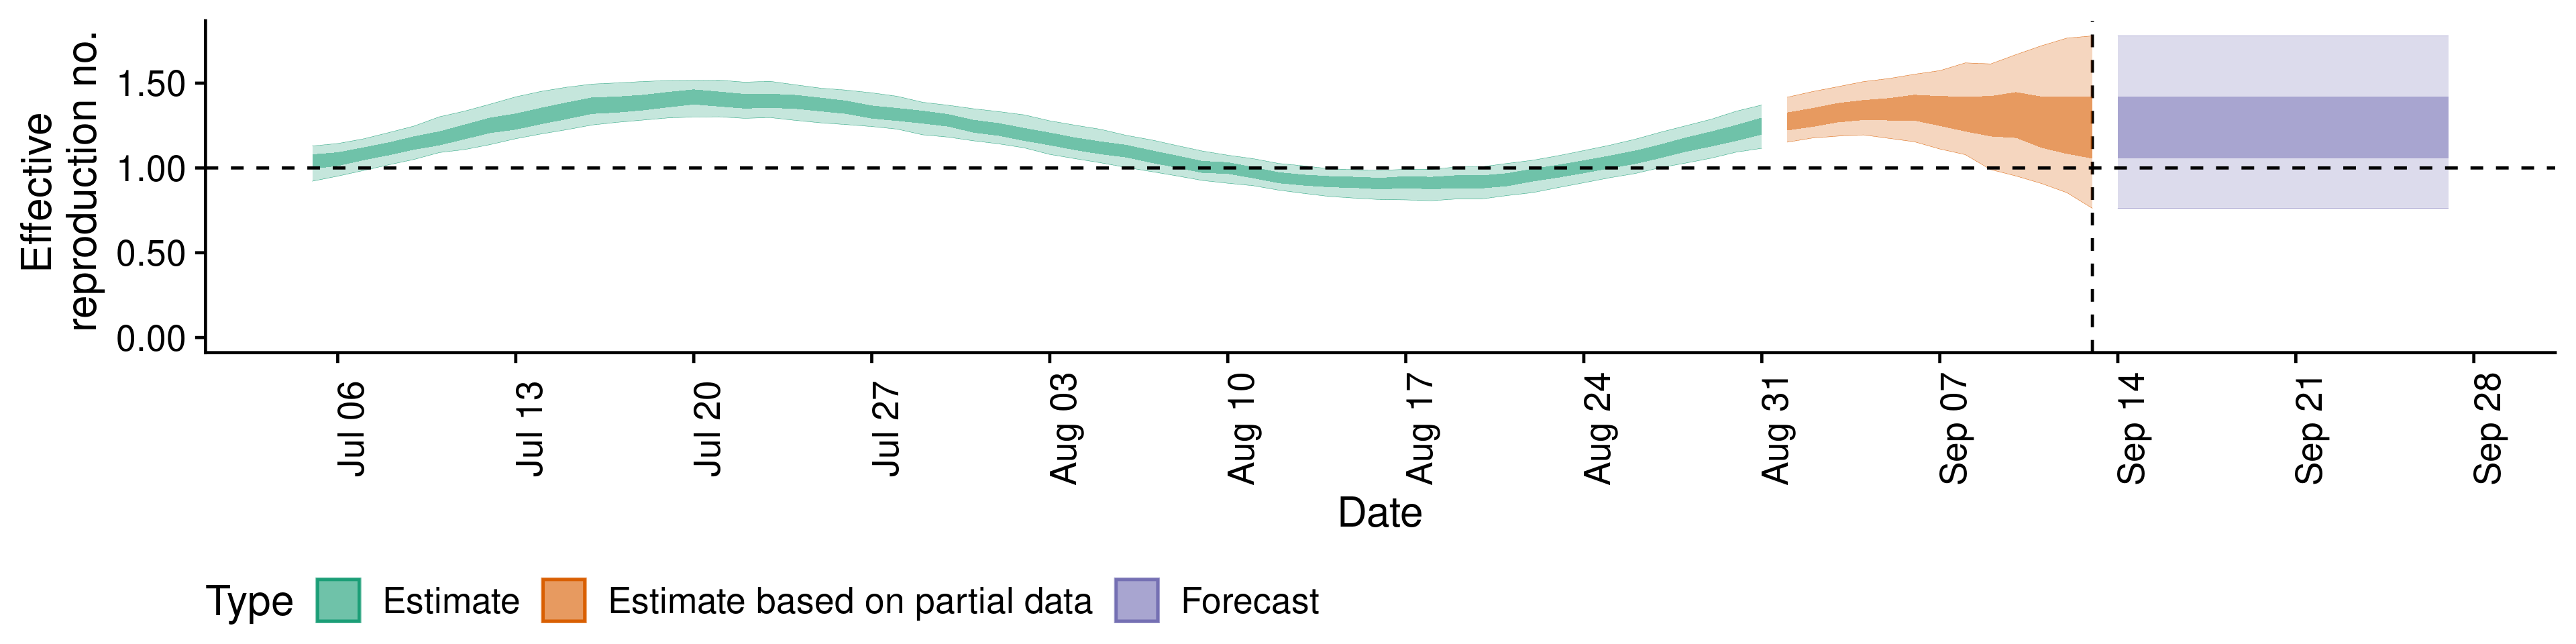 Effective
reproduction no.
1.50
1.00
0.50
0.00
Jul 06
Jul 13
Jul 20
Jul 27
Aug 03
Aug 10
Aug 17
Aug 24
Aug 31
Sep 07
Sep 14
Sep 21
Sep 28
Date
Type Estimate Estimate based on partial data Forecast